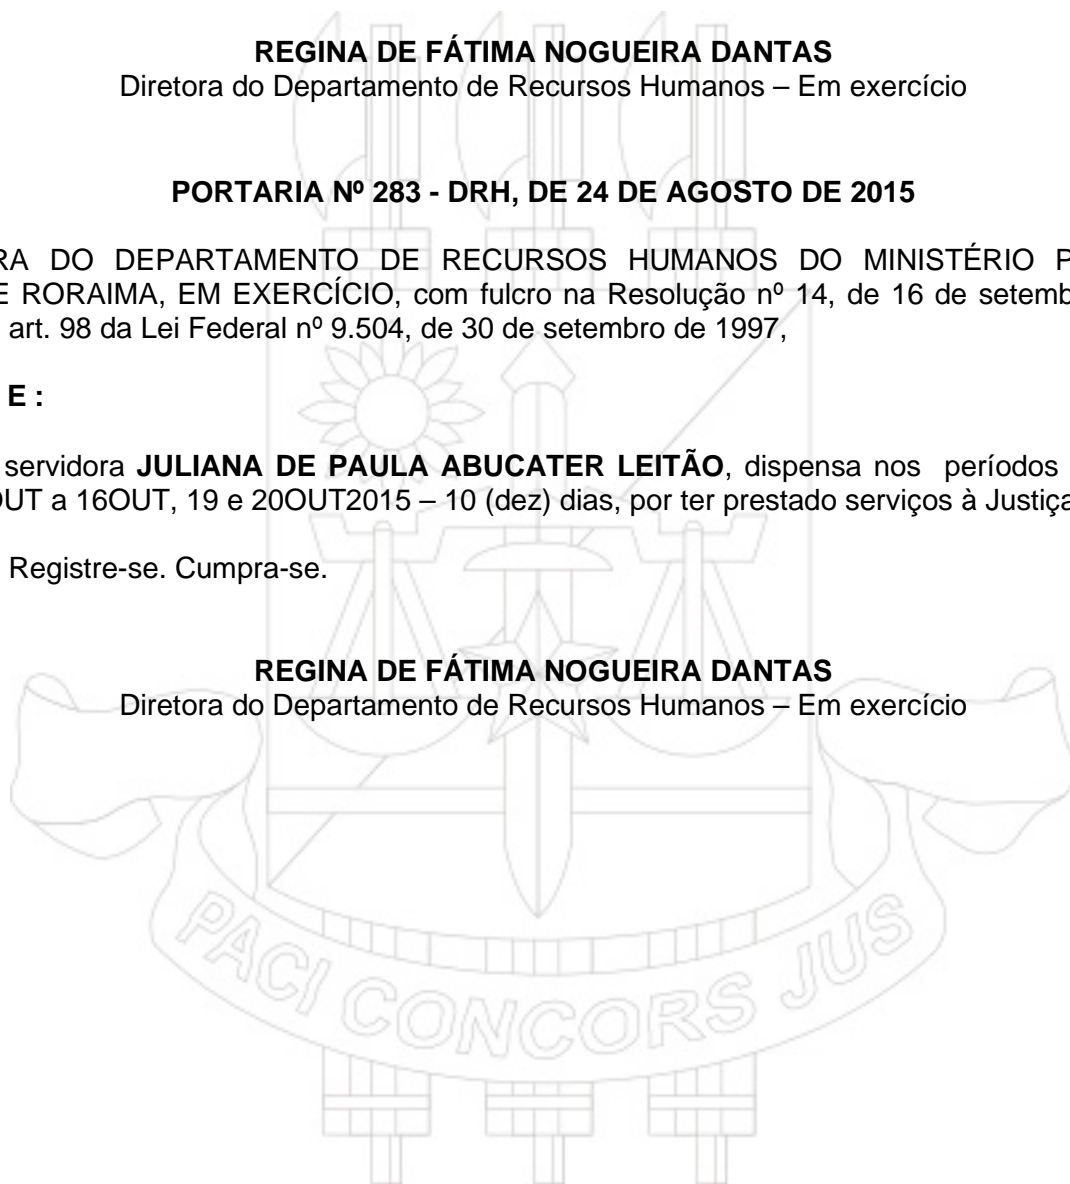 REGINA DE FÁTIMA NOGUEIRA DANTAS
Diretora do Departamento de Recursos Humanos – Em exercício
PORTARIA Nº 283 - DRH, DE 24 DE AGOSTO DE 2015
RA DO DEPARTAMENTO DE RECURSOS HUMANOS DO MINISTÉRIO P
E RORAIMA, EM EXERCÍCIO, com fulcro na Resolução nº 14, de 16 de setemb
art. 98 da Lei Federal nº 9.504, de 30 de setembro de 1997,
E :
servidora JULIANA DE PAULA ABUCATER LEITÃO, dispensa nos períodos
OUT a 16OUT, 19 e 20OUT2015 – 10 (dez) dias, por ter prestado serviços à Justiça
Registre-se. Cumpra-se.
REGINA DE FÁTIMA NOGUEIRA DANTAS
Diretora do Departamento de Recursos Humanos – Em exercício
PACI CONCORS JUS